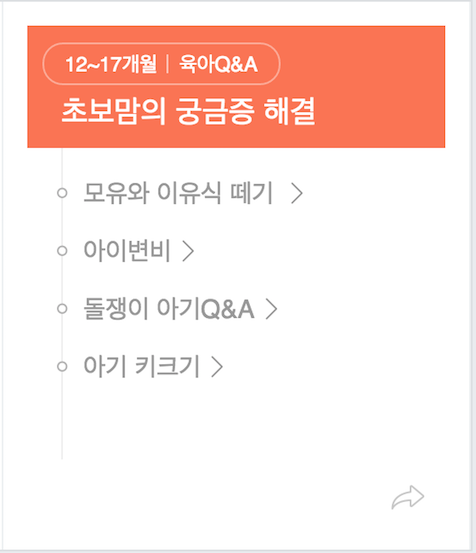 12~17개월 | 육아Q&A
초보맘의 궁금증 해결
모유와 이유식 떼기 >
아이변비 >
돌쟁이 아기Q&A >
아기 키크기 >